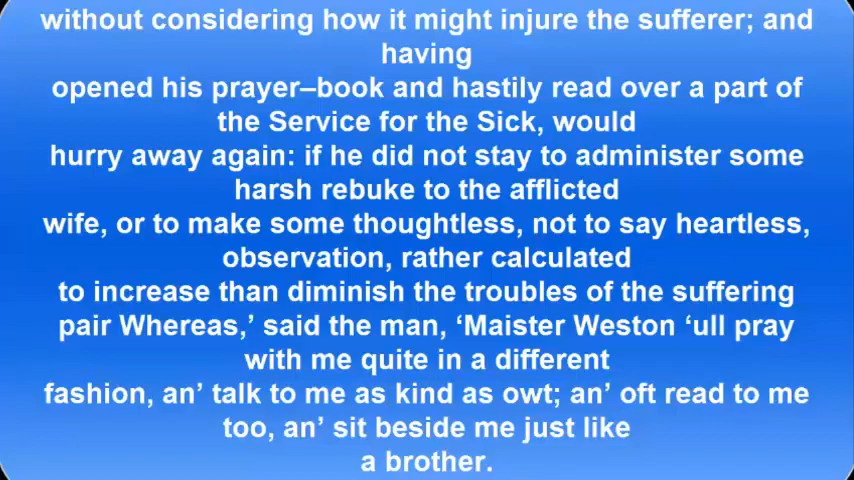 without considering how it might injure the sufferer; and
having
opened his prayer–book and hastily read over a part of
the Service for the Sick, would
hurry away again: if he did not stay to administer some
harsh rebuke to the afflicted
wife, or to make some thoughtless, not to say heartless,
observation, rather calculated
to increase than diminish the troubles of the suffering
pair Whereas,’ said the man, ‘Maister Weston ‘ull pray
with me quite in a different
fashion, an’ talk to me as kind as owt; an’ oft read to me
too, an’ sit beside me just like
a brother.